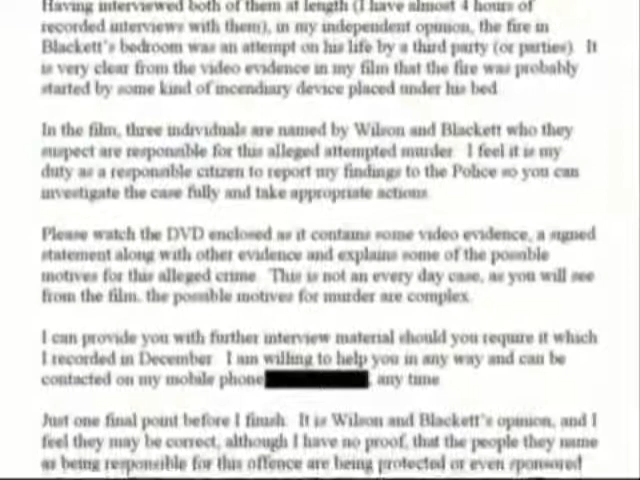 Having interviewed both of them at length (I have almost 4 hours of
recorded interviews with them), in my independent opinion, the fire in
Blackett's bedroom was an attempt on his life by a third party (or parties). It
is very clear from the video evidence in my film that the fire was probably
started by some kind of incendiary device placed under his bed.
In the film, three individuals are named by Wilson and Blackett who they
suspect are responsible for this alleged attempted murder. I feel it is my
duty as a responsible citizen to report my findings to the Police so you can
investigate the case fully and take appropriate actions.
Please watch the DVD enclosed as it contains some video evidence, a signed
statement along with other evidence and explains some of the possible
motives for this alleged crime. This is not an every day case, as you will see
from the film, the possible motives for murder are complex.
I can provide you with further interview material should you require it which
I recorded in December. I am willing to help you in any way and can be
contacted on my mobile phone any time
Just one final point before I finish. It is Wilson and Blackett's opinion, and I
feel they may be correct, although I have no proof, that the people they name
as being responsible for this offence are being protected or even sponsored